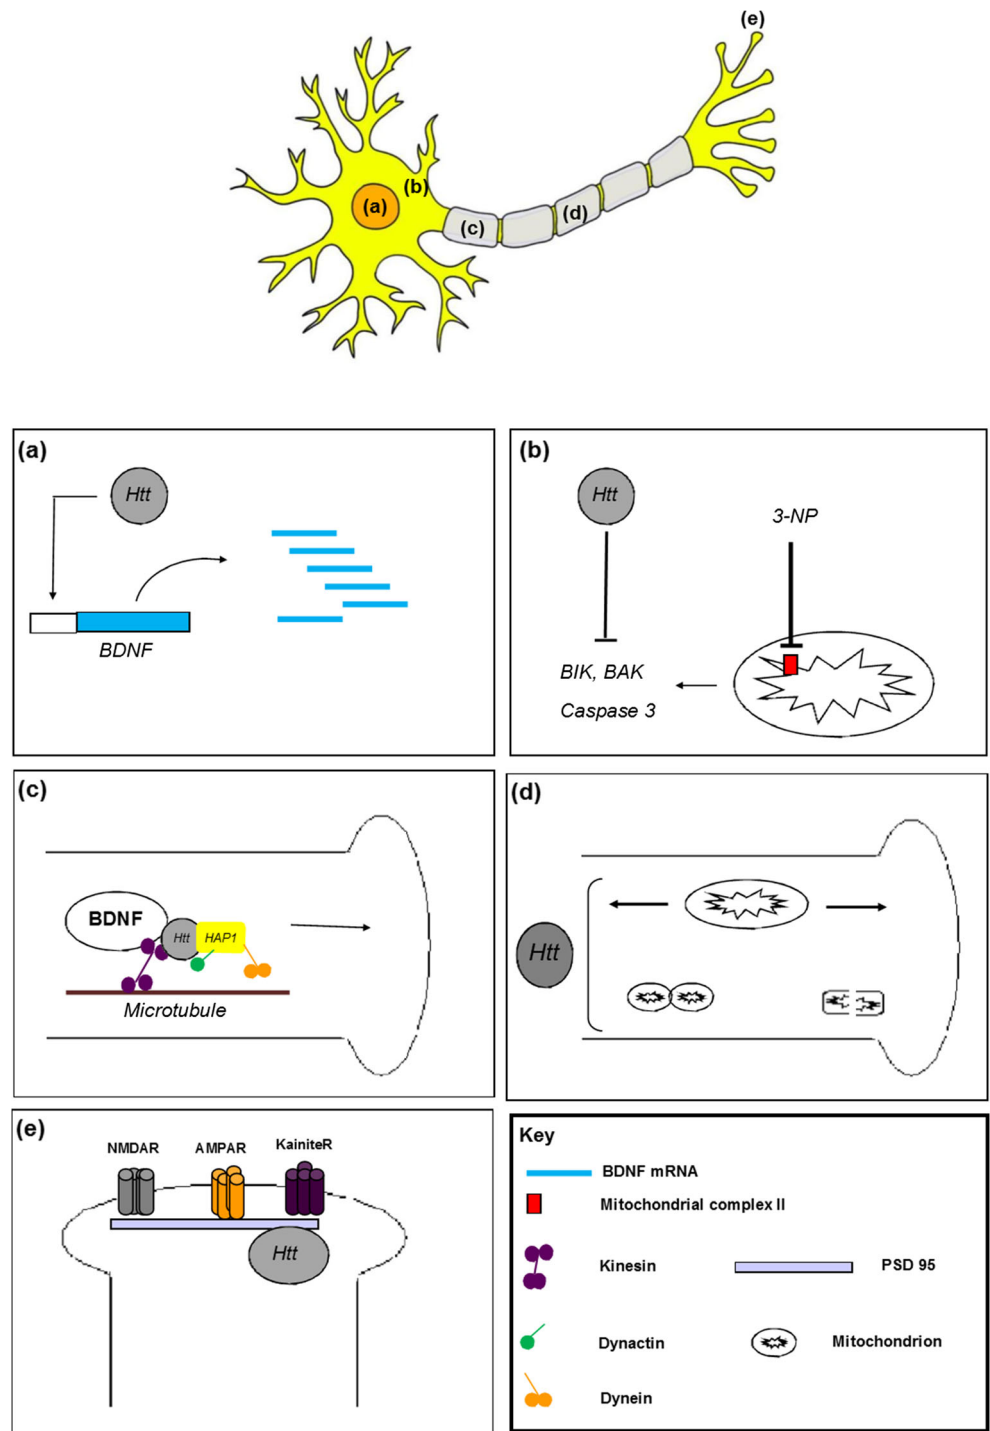 (e)
(b)
(a)
(c)
(d)
(a)
Htt
BDNF
(b)
Htt
3-NP
BIK, BAK
Caspase 3
(c)
BDNF
Htt
HAP1
Microtubule
(d)
Htt
(e)
NMDAR
AMPAR
KainiteR
Htt
Key
BDNF mRNA
Mitochondrial complex II
Kinesin
PSD 95
Dynactin
Mitochondrion
Dynein